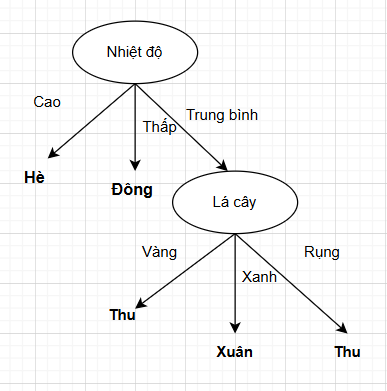 Nhiệt độ
Cao
Thấp
Trung bình
Hè
Đông
Lá cây
Vàng
Xanh
Rụng
Thu
Xuân
Thu